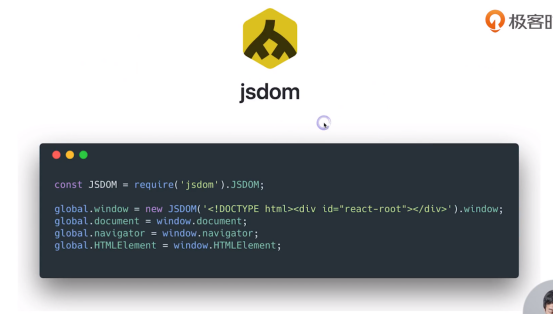 极客时
jsdom
const JSDOM = require('jsdom').JSDOM;
global.window = new JSDOM('<!DOCTYPE html><div id="react-root"></div>').window;
global.document = window.document;
global.navigator = window.navigator;
global.HTMLElement = window.HTMLElement;